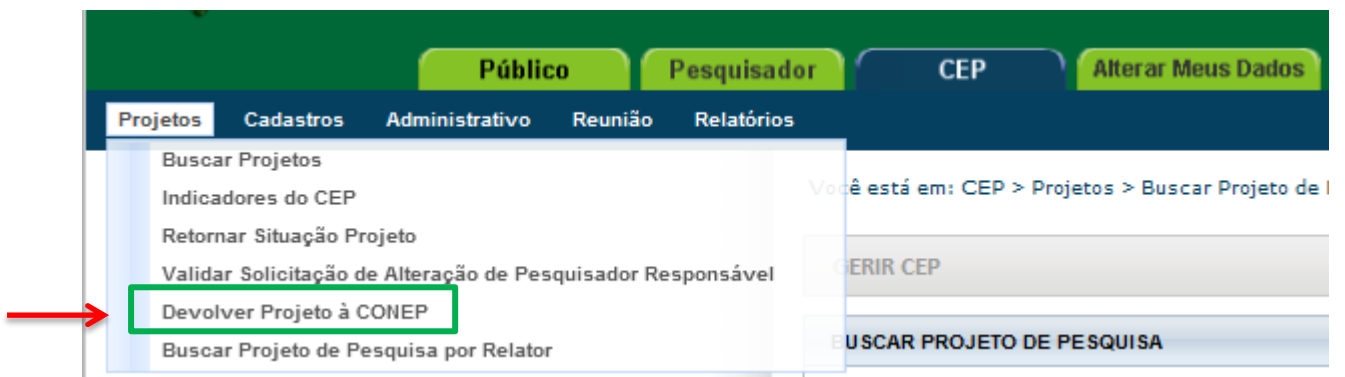 Público Pesquisador CEP Alterar Meus Dados
Projetos Cadastros Administrativo Reunião Relatórios
Buscar Projetos
Indicadores do CEP
Você está em: CEP > Projetos > Buscar Projeto de
Retornar Situação Projeto
Validar Solicitação de Alteração de Pesquisador Responsável
GERIR CEP
Devolver Projeto à CONEP
Buscar Projeto de Pesquisa por Relator
BUSCAR PROJETO DE PESQUISA